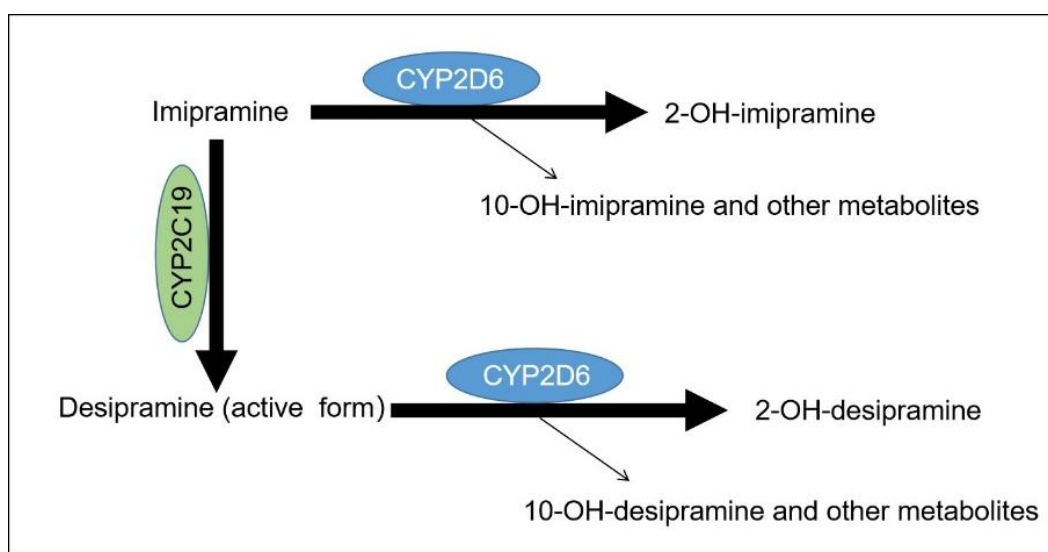 CYP2D6
Imipramine
2-OH-imipramine
10-OH-imipramine and other metabolites
CYP2C19
CYP2D6
Desipramine (active form)
2-OH-desipramine
10-OH-desipramine and other metabolites